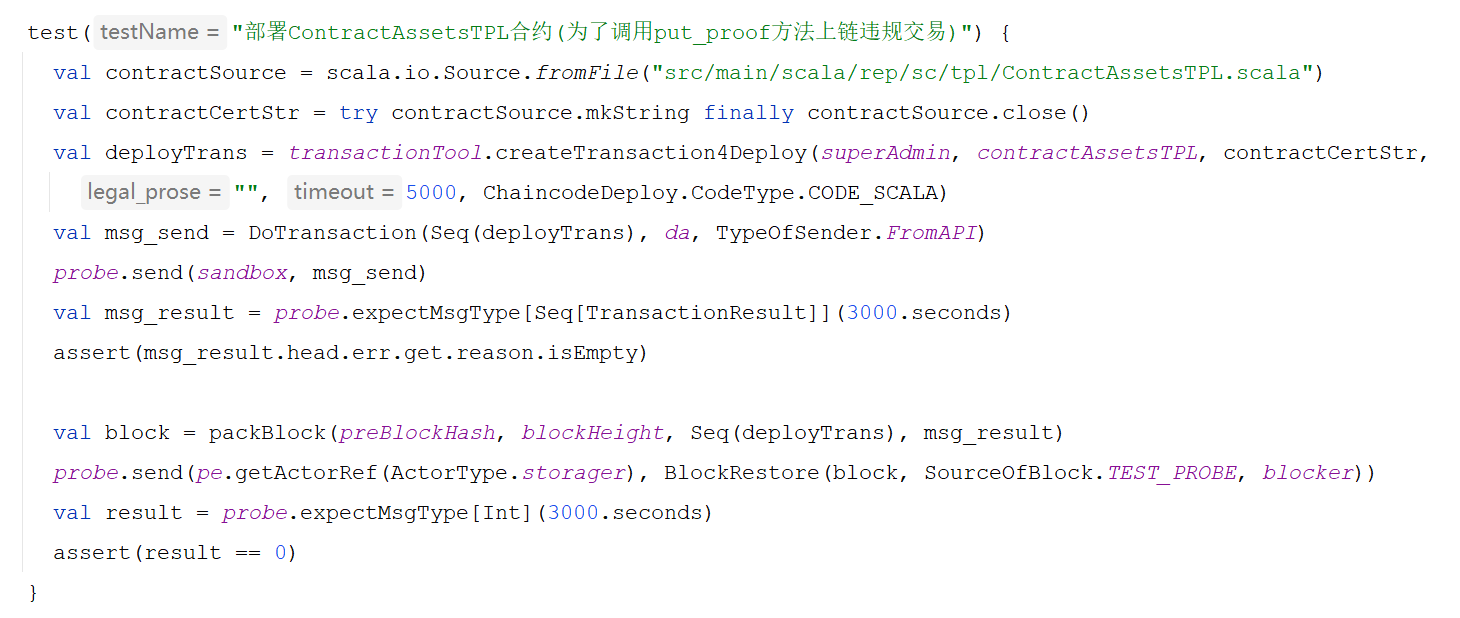 test( testName = "部署ContractAssetsTPL合约(为了调用put_proof方法上链违规交易)") {
val contractSource = scala.io.Source.fromFile("src/main/scala/rep/sc/tpl/ContractAssetsTPL.scala")
val contractCertStr = try contractSource.mkString finally contractSource.close()
val deployTrans = transactionTool.createTransaction4Deploy(superAdmin, contractAssetsTPL, contractCertStr,
legal_prose = "", timeout = 5000, ChaincodeDeploy.CodeType.CODE_SCALA)
val msg_send = DoTransaction(Seq(deployTrans), da, TypeOfSender.FromAPI)
probe.send(sandbox, msg_send)
val msg_result = probe.expectMsgType[Seq[TransactionResult]](3000.seconds)
assert(msg_result.head.err.get.reason.isEmpty)
val block = packBlock(preBlockHash, blockHeight, Seq(deployTrans), msg_result)
probe.send(pe.getActorRef(ActorType.storager), BlockRestore(block, SourceOfBlock.TEST_PROBE, blocker))
val result = probe.expectMsgType[Int](3000.seconds)
assert(result == 0)
}